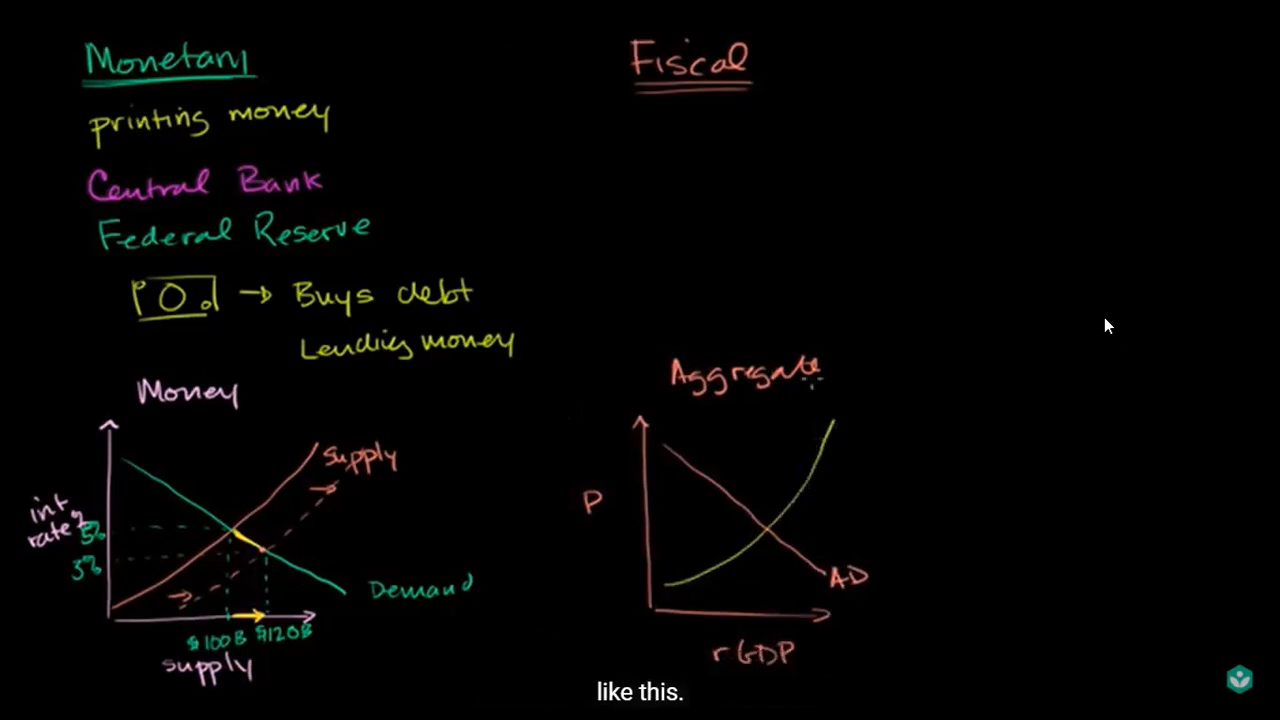 Monetary
printing money
Central Bank
Federal Reserve
→ Buys debt
Lending money
Money
int rate %
5%
3%
supply
Demand
$100B $120B
supply
Fiscal
Aggregate
P
AD
rGDP
like this.